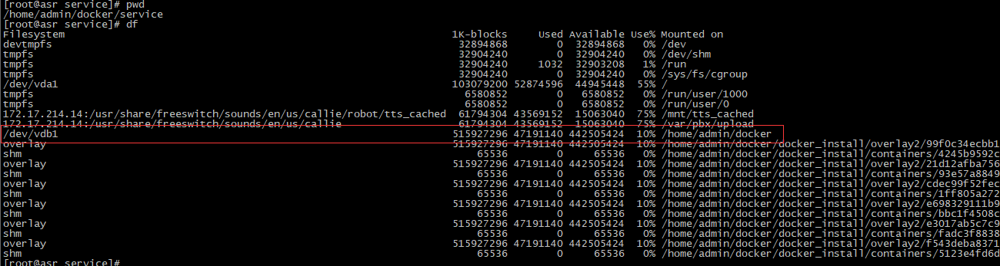 [root@asr service]# pwd
/home/admin/docker/service
[root@asr service]# df
Filesystem 1K-blocks Used Available Use% Mounted on
devtmpfs 32894868 0 32894868 0% /dev
tmpfs 32904240 0 32904240 0% /dev/shm
tmpfs 32904240 1032 32903208 1% /run
tmpfs 32904240 0 32904240 0% /sys/fs/cgroup
/dev/vda1 103079200 52874596 44945448 55% /
tmpfs 6580852 0 6580852 0% /run/user/1000
tmpfs 6580852 0 6580852 0% /run/user/0
172.17.214.14:/usr/share/freeswitch/sounds/en/us/callie/robot/tts_cached 61794304 43569152 15063040 75% /mnt/tts_cached
172.17.214.14:/usr/share/freeswitch/sounds/en/us/callie 61794304 43569152 15063040 75% /var/pbx/upload
/dev/vdb1 515927296 47191140 442505424 10% /home/admin/docker
overlay 515927296 47191140 442505424 10% /home/admin/docker/docker_install/overlay2/99f0c34ecbb1
shm 65536 0 65536 0% /home/admin/docker/docker_install/containers/4245b9592c
overlay 515927296 47191140 442505424 10% /home/admin/docker/docker_install/overlay2/21d12afba756
shm 65536 0 65536 0% /home/admin/docker/docker_install/containers/93e57a8849
overlay 515927296 47191140 442505424 10% /home/admin/docker/docker_install/overlay2/cdec99f52fec
shm 65536 0 65536 0% /home/admin/docker/docker_install/containers/1ff805a272
overlay 515927296 47191140 442505424 10% /home/admin/docker/docker_install/overlay2/e698329111b9
shm 65536 0 65536 0% /home/admin/docker/docker_install/containers/bbc1f4508c
overlay 515927296 47191140 442505424 10% /home/admin/docker/docker_install/overlay2/e3017ab5c7c9
shm 65536 0 65536 0% /home/admin/docker/docker_install/containers/fadc3f8838
overlay 515927296 47191140 442505424 10% /home/admin/docker/docker_install/overlay2/f543deba8371
shm 65536 0 65536 0% /home/admin/docker/docker_install/containers/5123e4fd6d
[root@asr service]#